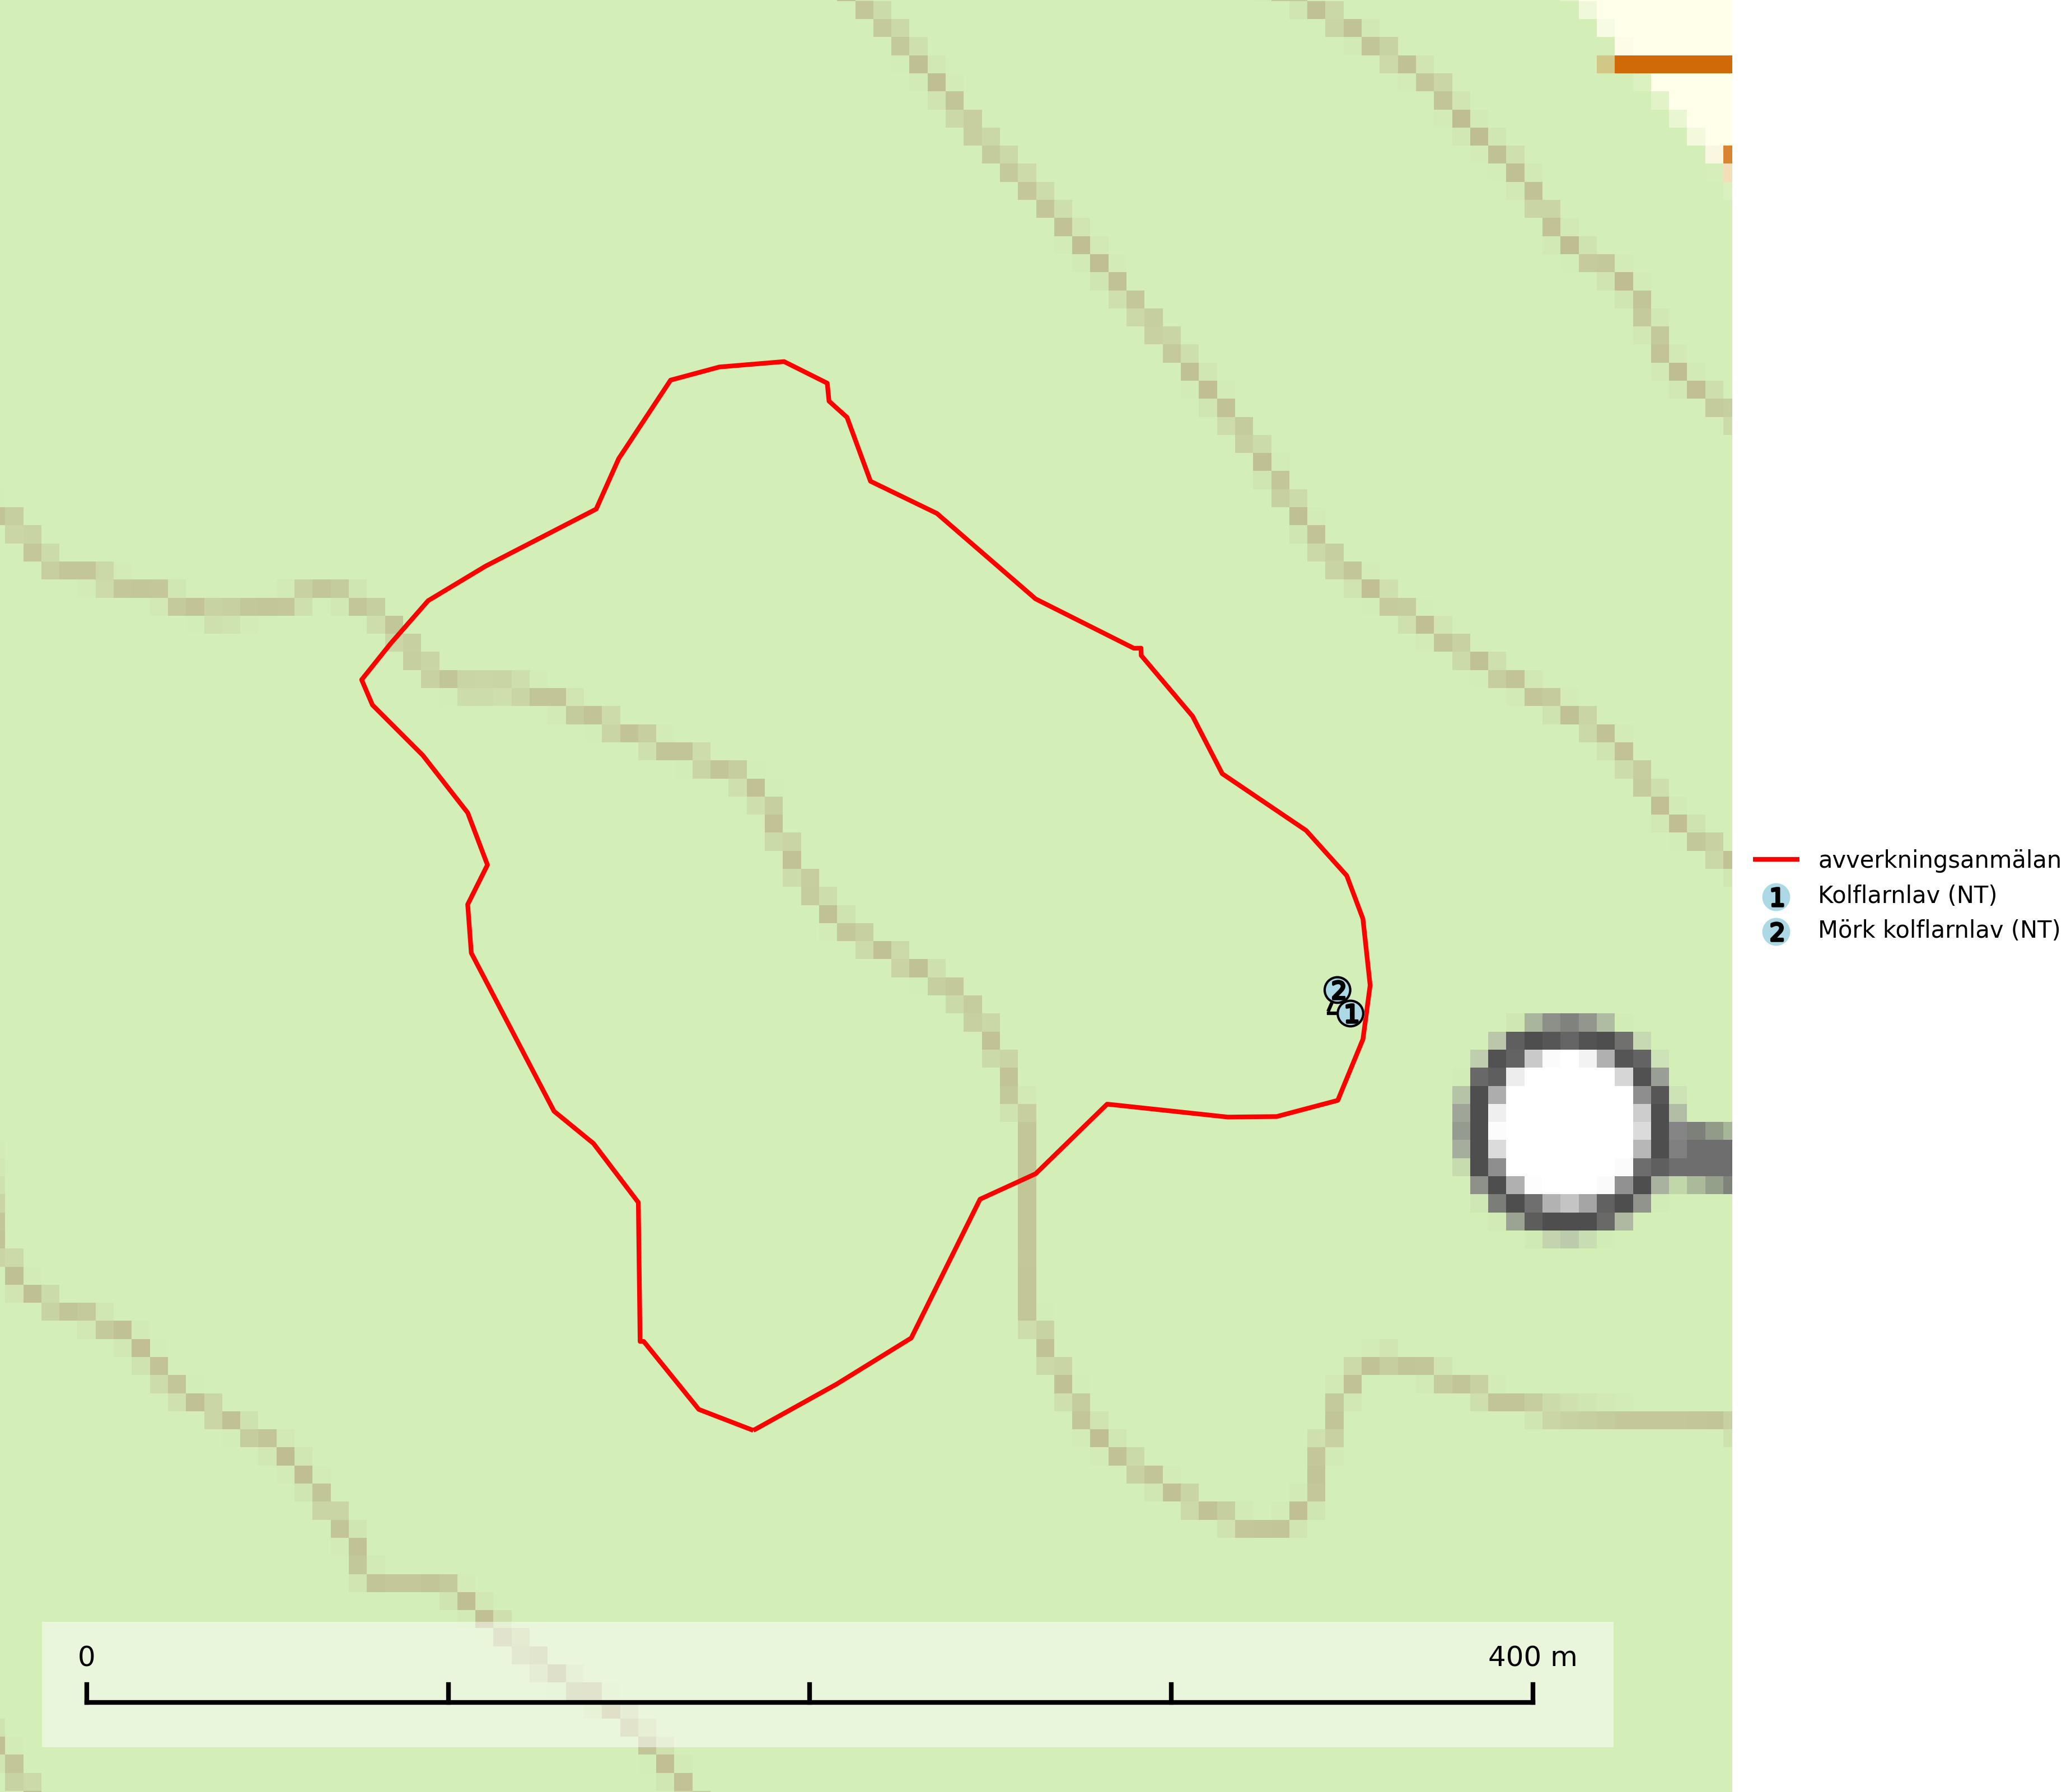 2
1
avverkningsanmälan
1 Kolflarnlav (NT)
2 Mörk kolflarnlav (NT)
0 400 m